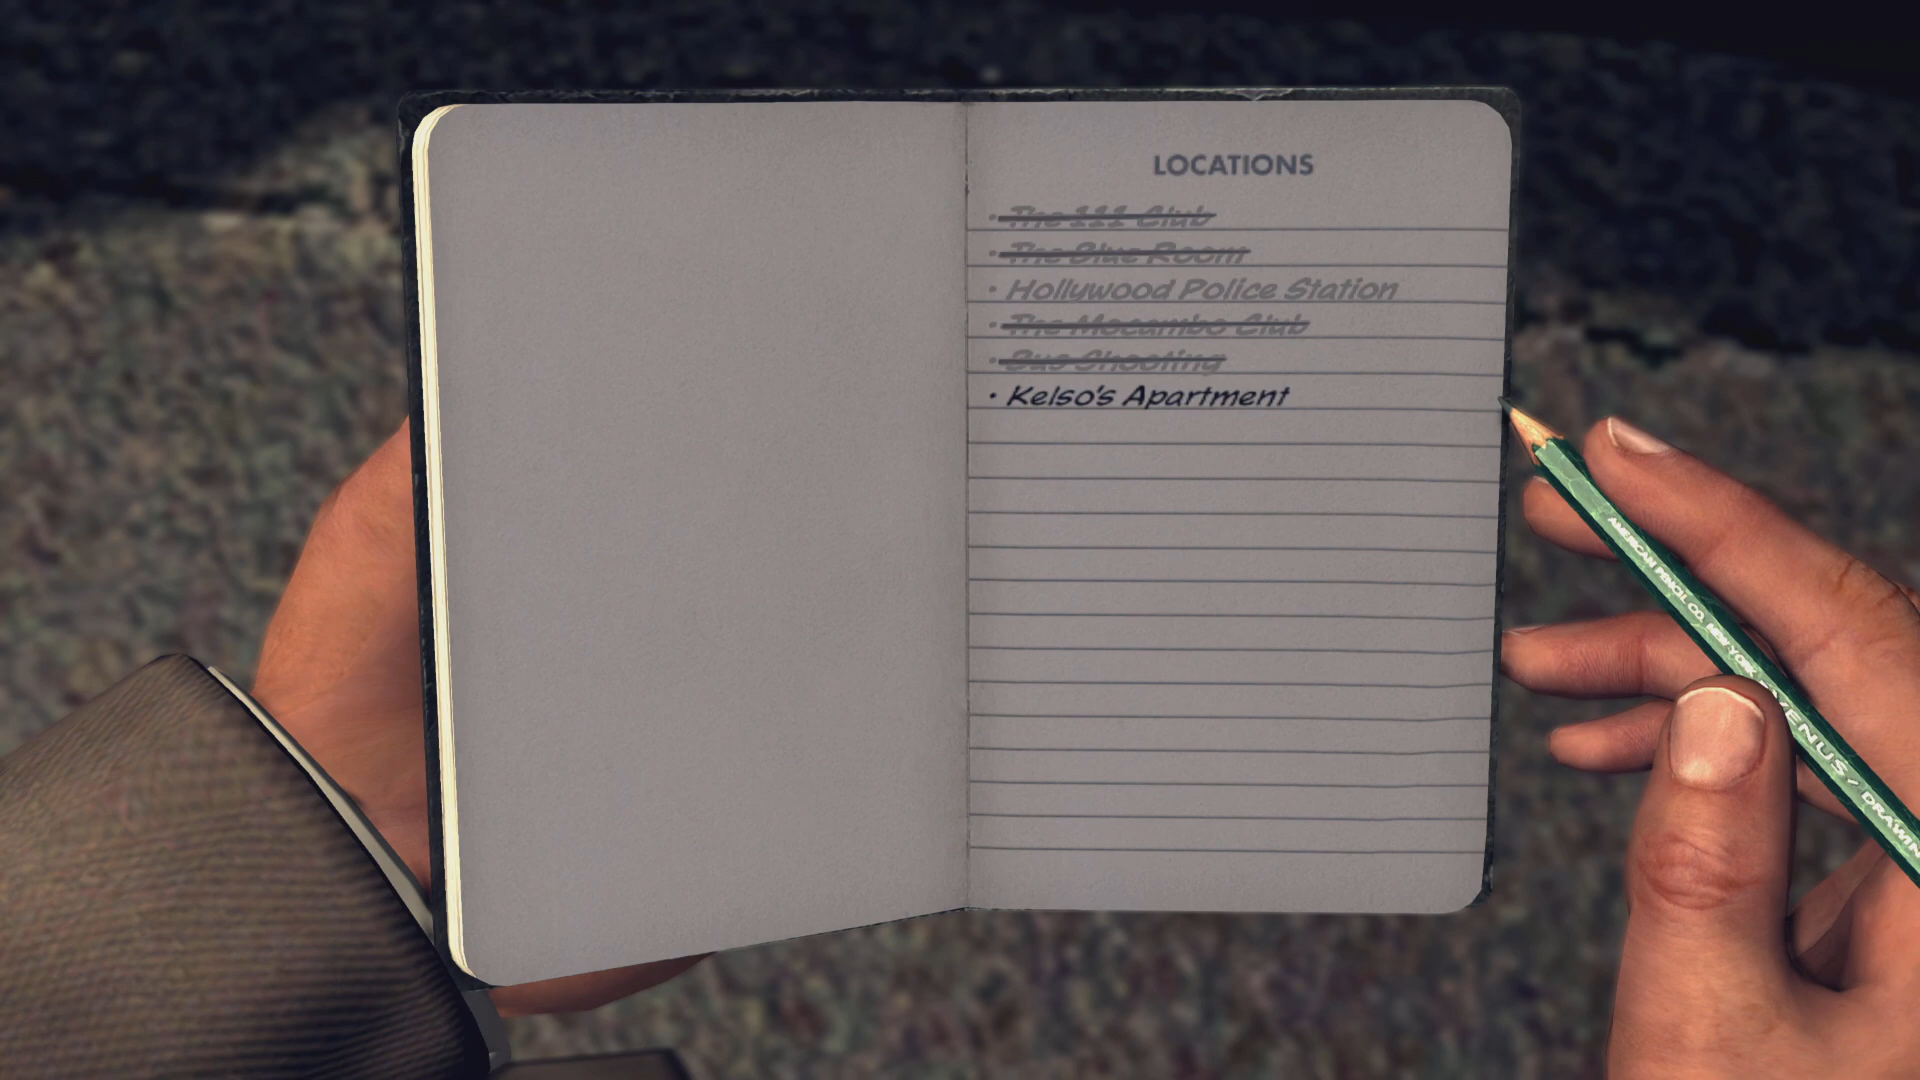 LOCATIONS
• The 111 Club
• The Blue Room
• Hollywood Police Station
• The Mocambo Club
• Bus Shooting
• Kelso's Apartment
AMERICAN PENCIL CO. NEW YORK VENUS DRAWIN